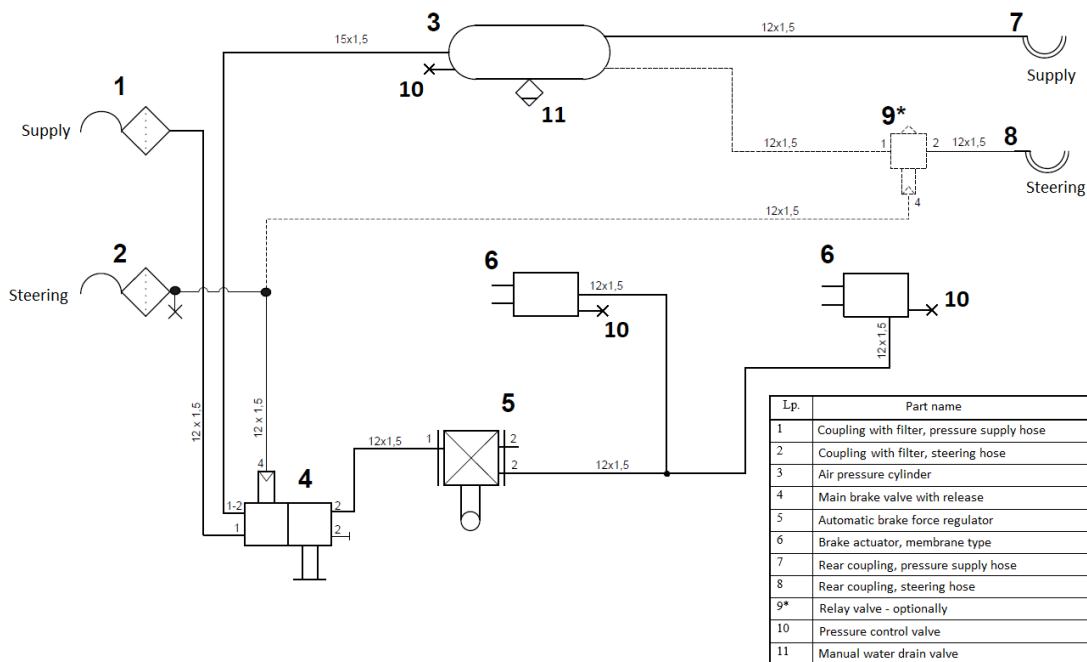 3
7
15x1,5
12x1,5
Supply
10
11
1
Supply
9*
1
2
12x1,5
12x1,5
8
Steering
4
12x1,5
2
Steering
6
12x1,5
10
6
10
12 x 1,5
12 x 1,5
12 x 1,5
5
12x1,5
1
2
2
12x1,5
4
4
1-2
1
2
2
Lp. Part name
1 Coupling with filter, pressure supply hose
2 Coupling with filter, steering hose
3 Air pressure cylinder
4 Main brake valve with release
5 Automatic brake force regulator
6 Brake actuator, membrane type
7 Rear coupling, pressure supply hose
8 Rear coupling, steering hose
9* Relay valve - optionally
10 Pressure control valve
11 Manual water drain valve